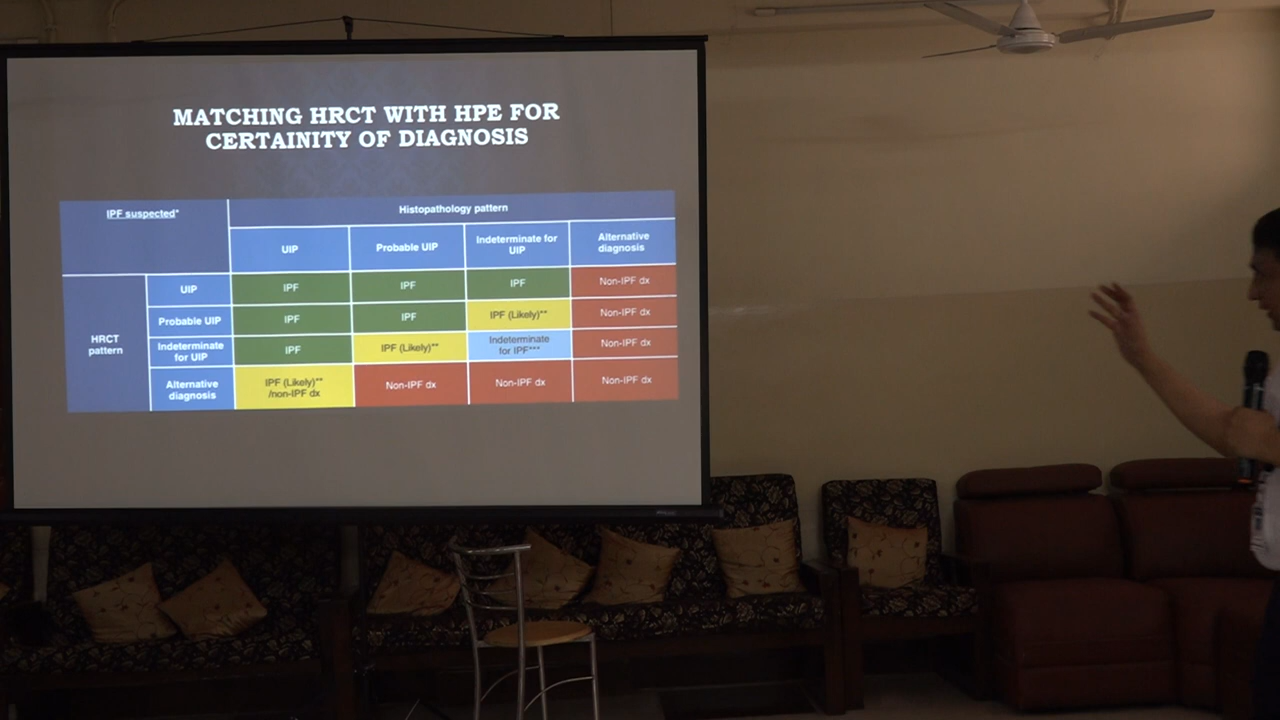 MATCHING HRCT WITH HPE FOR
CERTAINITY OF DIAGNOSIS
IPF suspected*
Histopathology pattern
UIP
Probable UIP
Indeterminate for
UIP
Alternative
diagnosis
HRCT
pattern
UIP
IPF
IPF
IPF
Non-IPF dx
Probable UIP
IPF
IPF
IPF (Likely)**
Non-IPF dx
Indeterminate
for UIP
IPF
IPF (Likely)**
Indeterminate
for IPF***
Non-IPF dx
Alternative
diagnosis
IPF (Likely)**
/non-IPF dx
Non-IPF dx
Non-IPF dx
Non-IPF dx